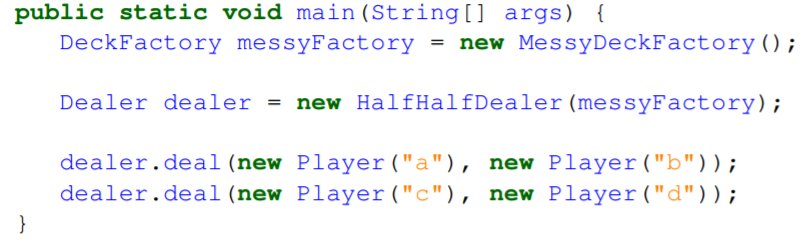 public static void main(String[] args) {
DeckFactory messyFactory = new MessyDeckFactory();
Dealer dealer = new HalfHalfDealer(messyFactory);
dealer.deal(new Player("a"), new Player("b"));
dealer.deal(new Player("c"), new Player("d"));
}